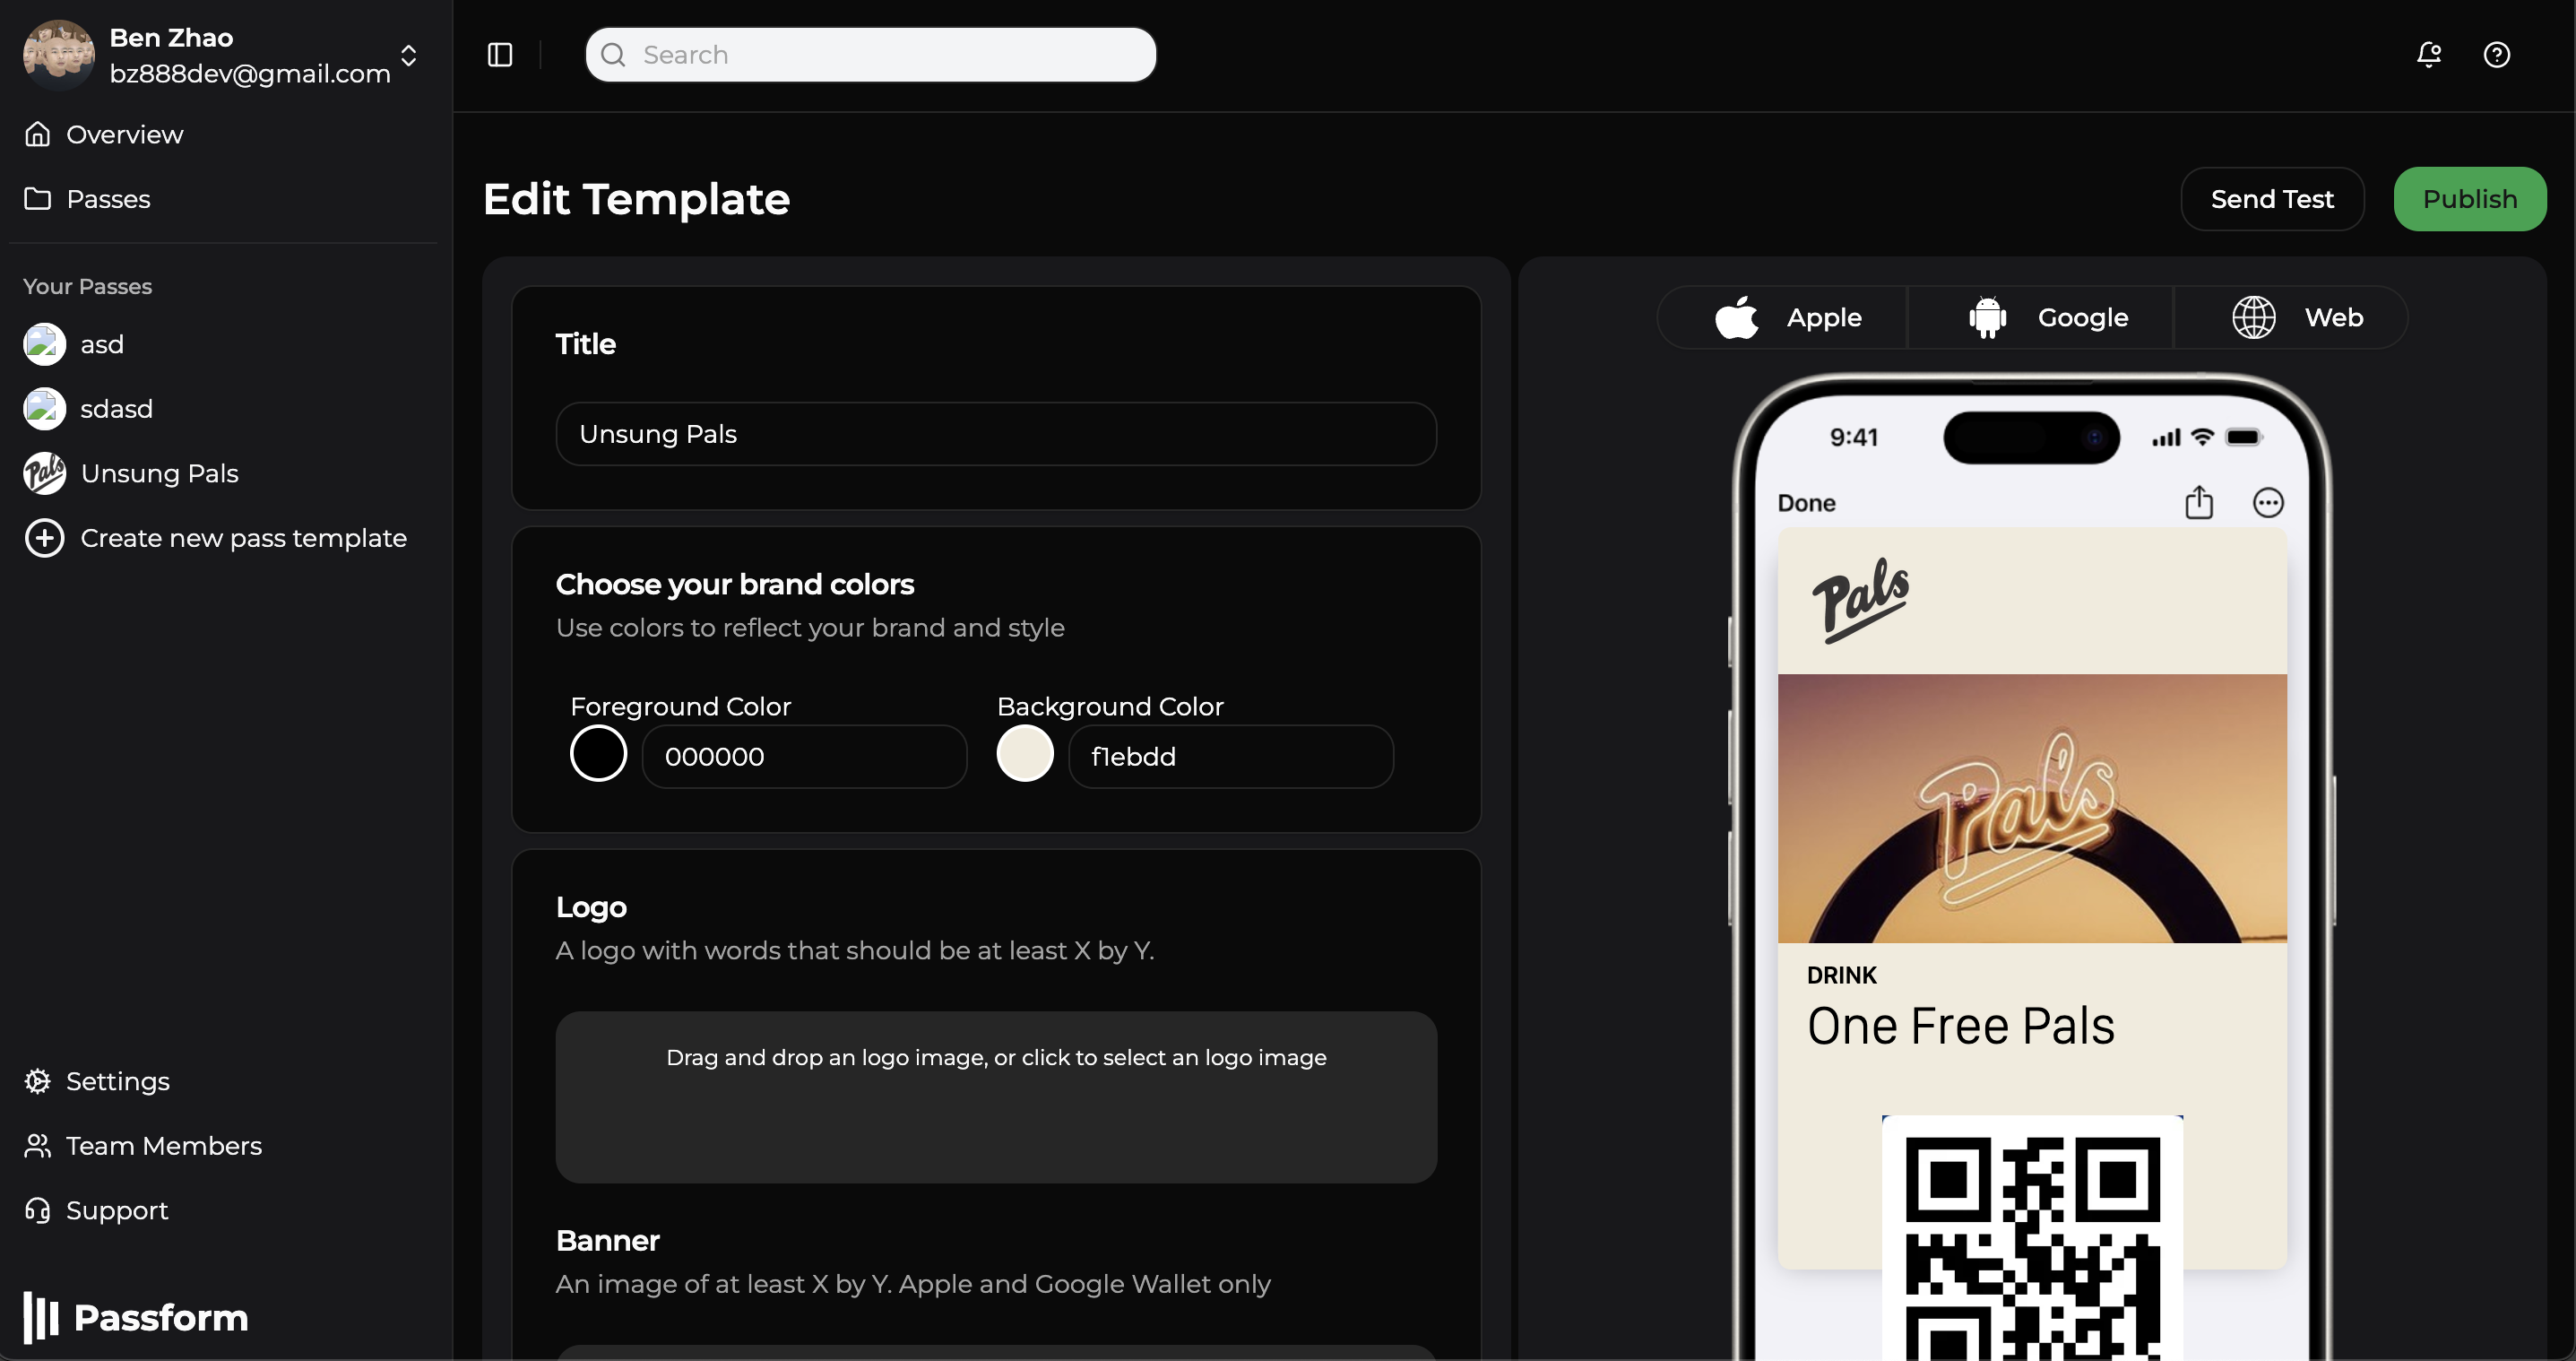 Ben Zhao
bz888dev@gmail.com
Overview
Passes
Your Passes
asd
sdasd
Pals
Unsung Pals
Create new pass template
Settings
Team Members
Support
Passform
Search
Edit Template
Send Test
Publish
Title
Unsung Pals
Choose your brand colors
Use colors to reflect your brand and style
Foreground Color
Background Color
000000
f1ebdd
Logo
A logo with words that should be at least X by Y.
Drag and drop an logo image, or click to select an logo image
Banner
An image of at least X by Y. Apple and Google Wallet only
Apple
Google
Web
9:41
Done
Pals
Pals
DRINK
One Free Pals